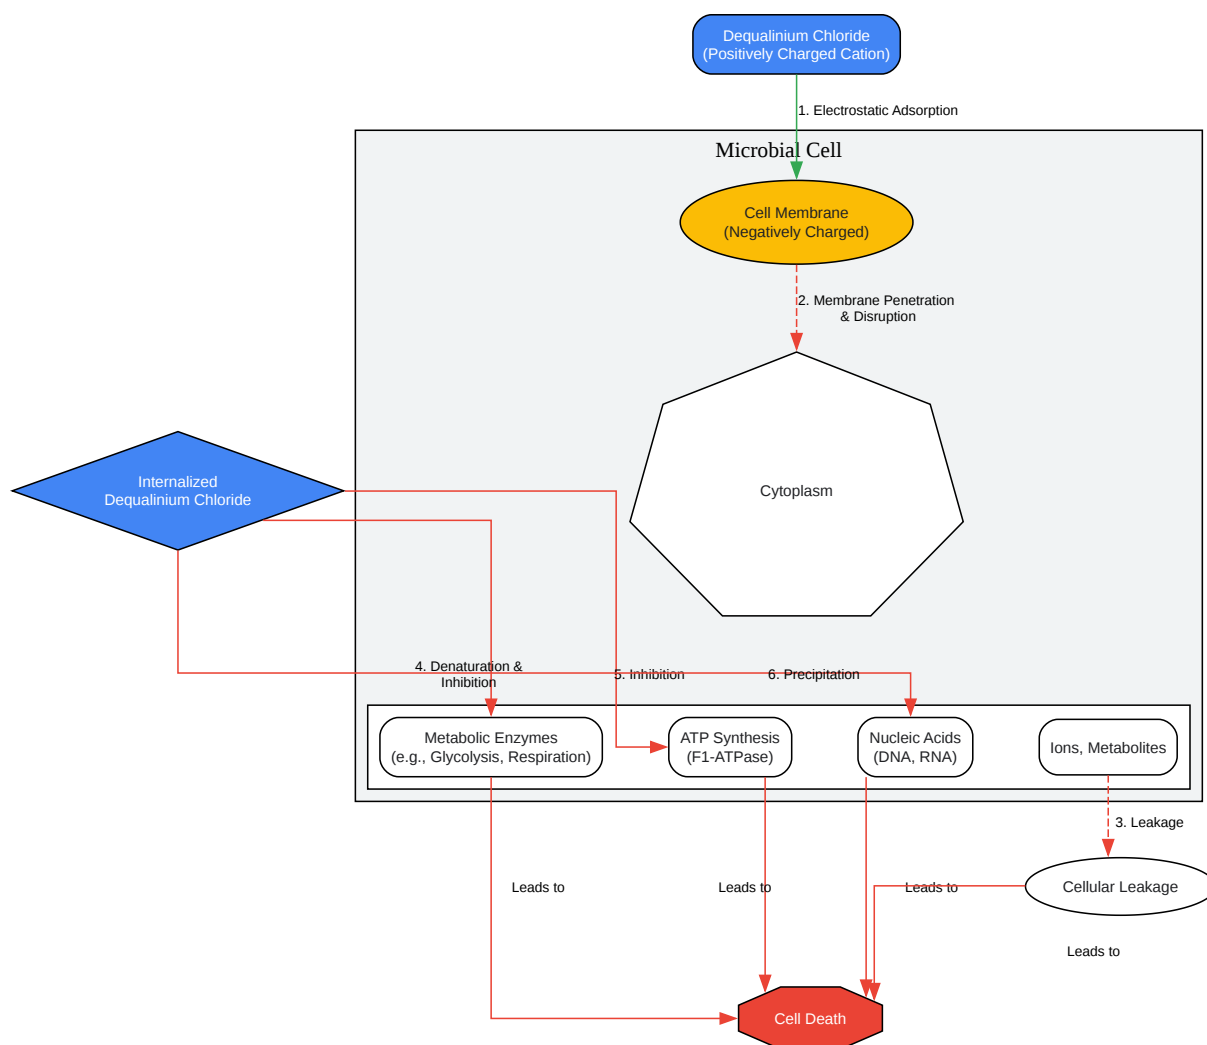 Dequalinium Chloride
(Positively Charged Cation)
1. Electrostatic Adsorption
Microbial Cell
Cell Membrane
(Negatively Charged)
2. Membrane Penetration
& Disruption
Internalized
Dequalinium Chloride
Cytoplasm
4. Denaturation &
Inhibition
5. Inhibition
6. Precipitation
Metabolic Enzymes
(e.g., Glycolysis, Respiration)
ATP Synthesis
(F1-ATPase)
Nucleic Acids
(DNA, RNA)
Ions, Metabolites
3. Leakage
Leads to
Leads to
Leads to
Cellular Leakage
Leads to
Cell Death